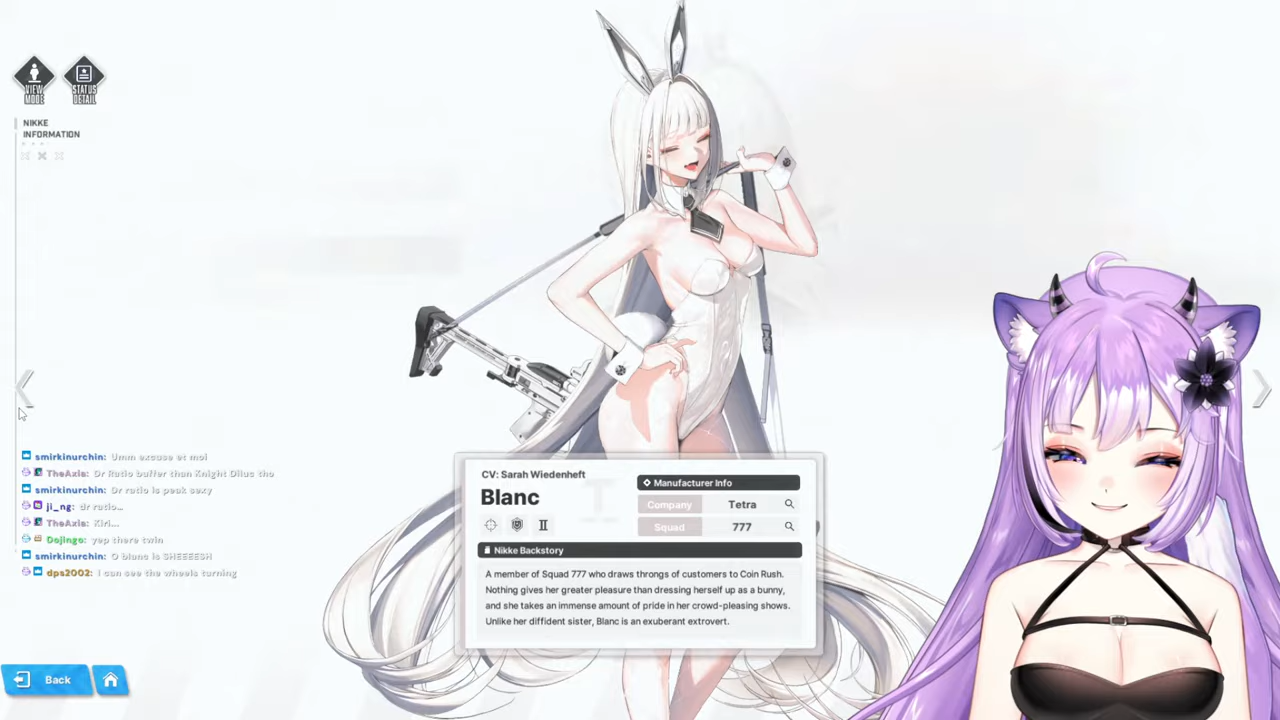 VIEW
MODE
STATUS
DETAIL
NIKKE
INFORMATION
smirkinurchin: Umm excuse et moi
TheAxis: Dr Ratio buffer than Knight Diluc tho
smirkinurchin: Dr ratio is peak sexy
ji_ng: dr ratio...
TheAxis: Kiri...
Dojingo: yep there twin
smirkinurchin: O blanc is SHEEEESH
dps2002: I can see the wheels turning
CV: Sarah Wiedenheft
Blanc
II
Manufacturer Info
Company Tetra
Squad 777
Nikke Backstory
A member of Squad 777 who draws throngs of customers to Coin Rush.
Nothing gives her greater pleasure than dressing herself up as a bunny,
and she takes an immense amount of pride in her crowd-pleasing shows.
Unlike her diffident sister, Blanc is an exuberant extrovert.
Back